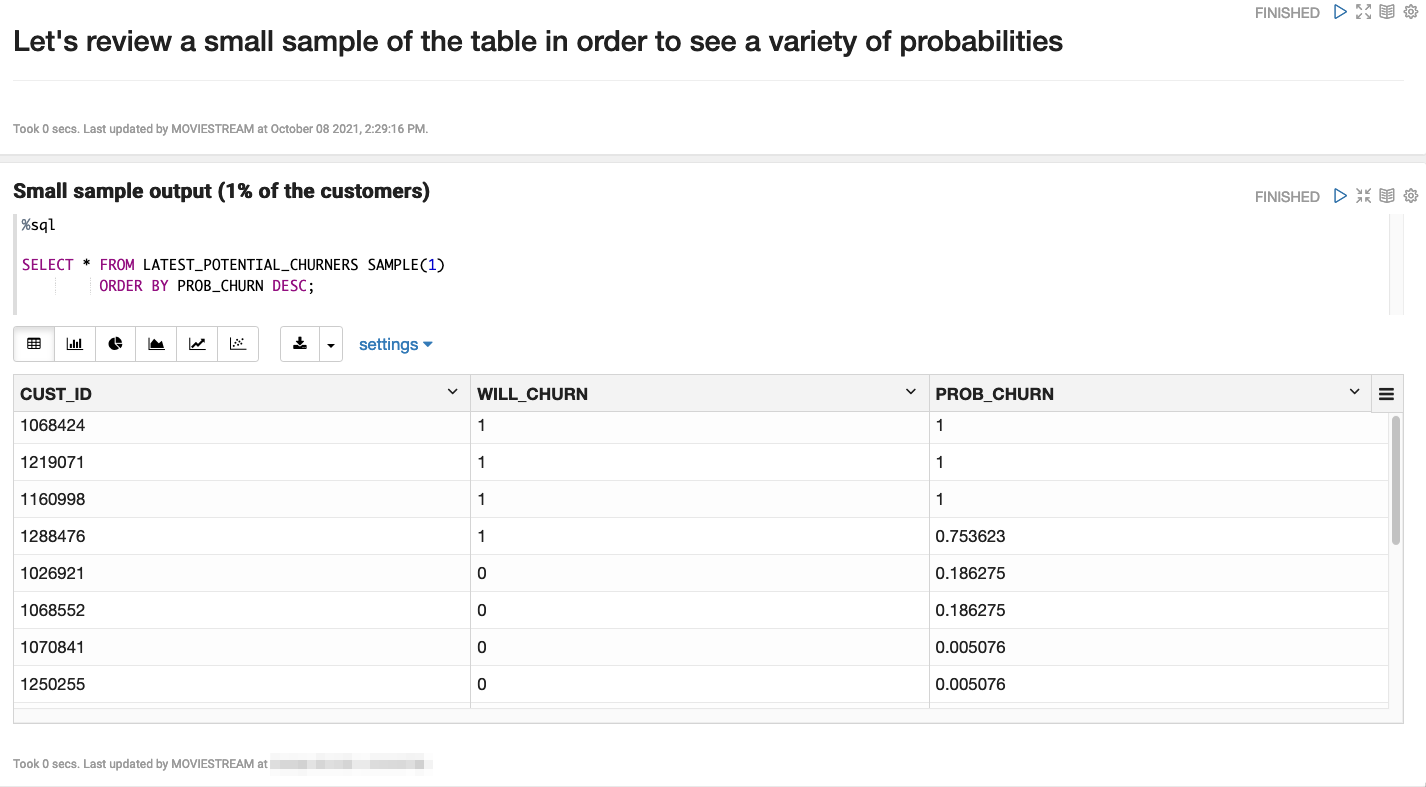 FINISHED
Let's review a small sample of the table in order to see a variety of probabilities
Took 0 secs. Last updated by MOVIESTREAM at October 08 2021, 2:29:16 PM.
Small sample output (1% of the customers)
FINISHED
%sql
SELECT * FROM LATEST_POTENTIAL_CHURNERS SAMPLE(1)
ORDER BY PROB_CHURN DESC;
settings
CUST_ID WILL_CHURN PROB_CHURN
1068424 1 1
1219071 1 1
1160998 1 1
1288476 1 0.753623
1026921 0 0.186275
1068552 0 0.186275
1070841 0 0.005076
1250255 0 0.005076
Took 0 secs. Last updated by MOVIESTREAM at